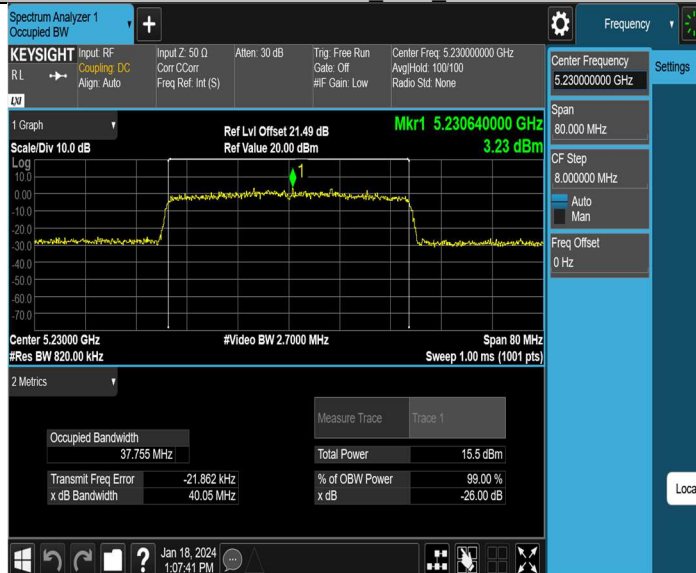 Spectrum Analyzer 1
Occupied BW
Frequency
KEYSIGHT
RL
LXI
Input: RF
Coupling: DC
Align: Auto
Input Z: 50 Ω
Corr CCorr
Freq Ref: Int (S)
Atten: 30 dB
Trig: Free Run
Gate: Off
#IF Gain: Low
Center Freq: 5.230000000 GHz
Avg|Hold: 100/100
Radio Std: None
Center Frequency
5.230000000 GHz
Settings
Span
80.000 MHz
CF Step
8.000000 MHz
Auto
Man
Freq Offset
0 Hz
1 Graph
Scale/Div 10.0 dB
Ref Lvl Offset 21.49 dB
Ref Value 20.00 dBm
Mkr1 5.230640000 GHz
3.23 dBm
Log
10.0
0.00
-10.0
-20.0
-30.0
-40.0
-50.0
-60.0
-70.0
1
Center 5.23000 GHz
#Res BW 820.00 kHz
#Video BW 2.7000 MHz
Span 80 MHz
Sweep 1.00 ms (1001 pts)
2 Metrics
Measure Trace
Trace 1
Occupied Bandwidth
37.755 MHz
Total Power
15.5 dBm
Transmit Freq Error
-21.862 kHz
% of OBW Power
99.00 %
x dB Bandwidth
40.05 MHz
x dB
-26.00 dB
Loca
?
Jan 18, 2024
1:07:41 PM